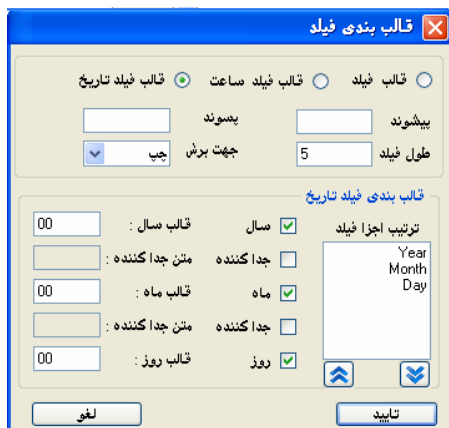 قالب بندی فیلد
قالب فیلد قالب فیلد ساعت قالب فیلد تاریخ
پیشوند پسوند
طول فیلد 5 جهت برش چپ
قالب بندی فیلد تاریخ
ترتیب اجزا فیلد
Year
Month
Day
سال قالب سال : 00
جدا کننده متن جدا کننده :
ماه قالب ماه : 00
جدا کننده متن جدا کننده :
روز قالب روز : 00
تایید لغو